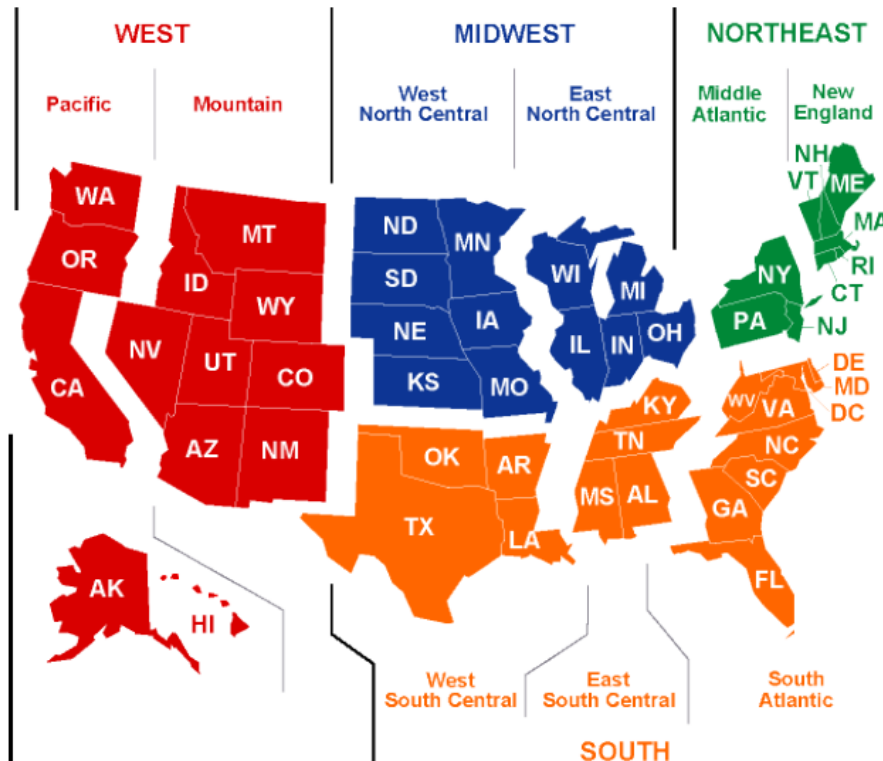 WEST
MIDWEST
NORTHEAST
Pacific
Mountain
West
North Central
East
North Central
Middle
Atlantic
New
England
NH
VT
ME
MA
RI
CT
NJ
NY
PA
WA
OR
CA
MT
ID
WY
NV
UT
CO
AZ
NM
ND
SD
NE
KS
MN
IA
MO
WI
MI
IL
IN
OH
DE
MD
DC
WV
VA
NC
SC
GA
FL
KY
TN
MS
AL
OK
AR
TX
LA
AK
HI
West
South Central
East
South Central
South
Atlantic
SOUTH